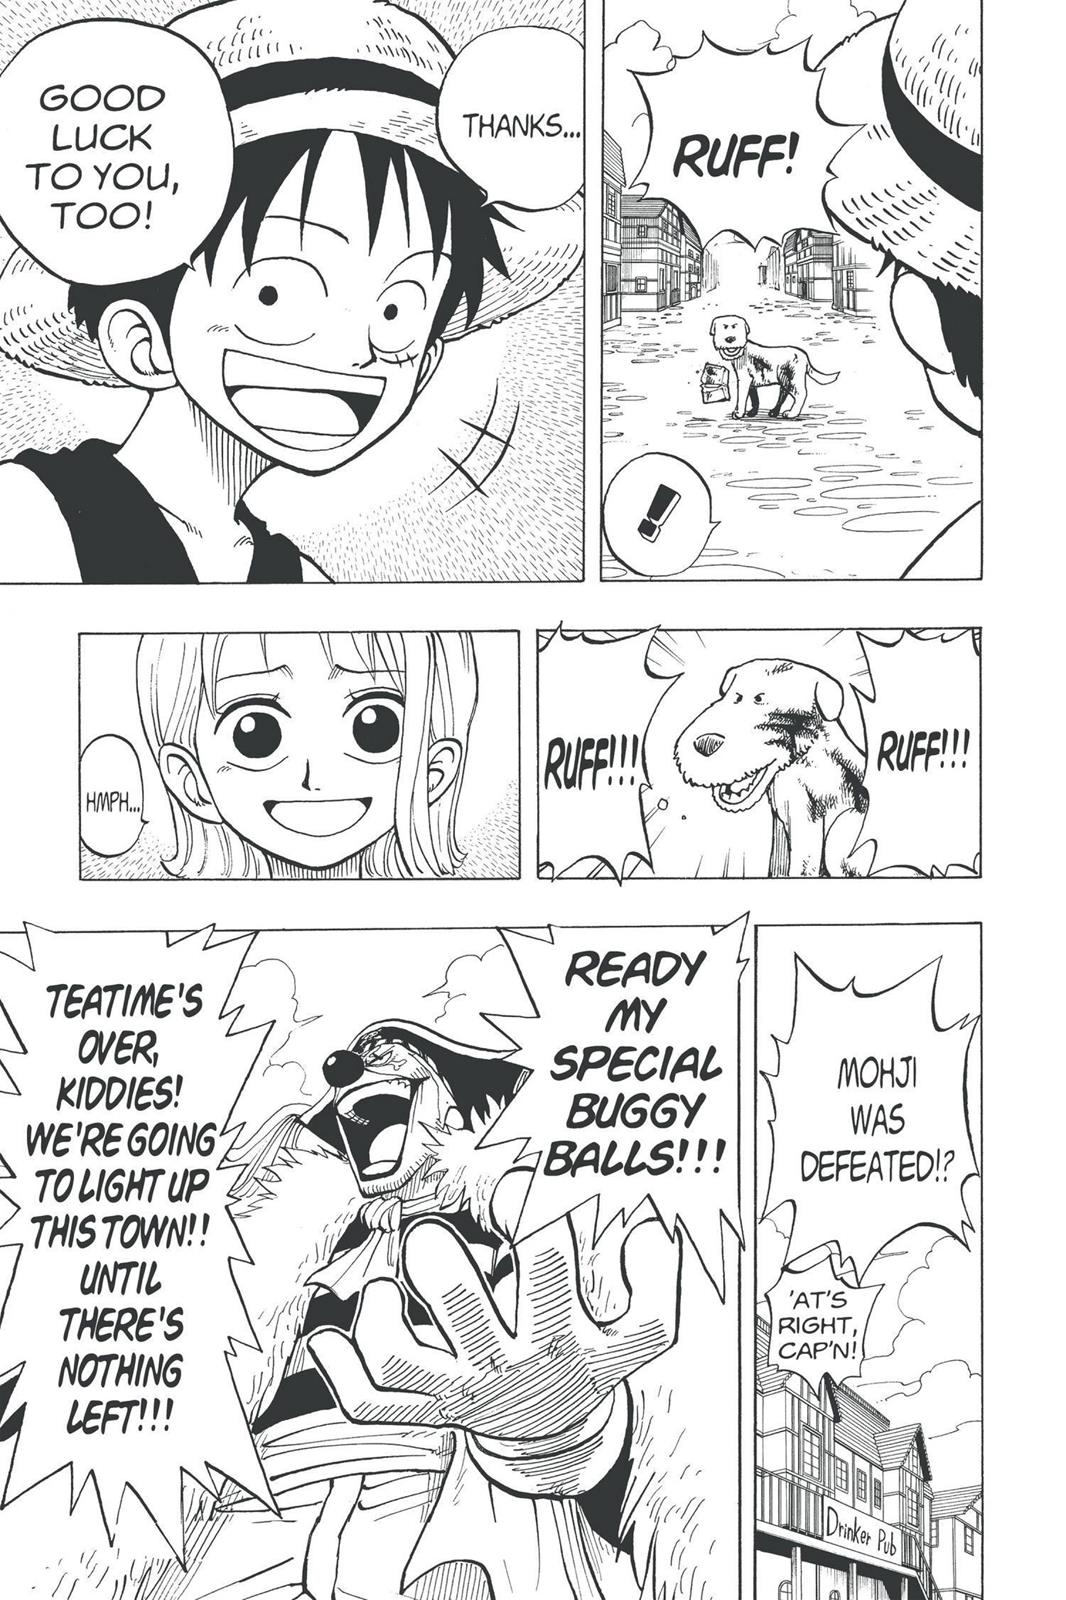 RUFF!
!
THANKS...
GOOD
LUCK
TO YOU,
TOO!
RUFF!!!
RUFF!!!
HMPH...
MOHJI
WAS
DEFEATED!?
'AT'S
RIGHT,
CAP'N!
Drinker Pub
READY
MY
SPECIAL
BUGGY
BALLS!!!
TEATIME'S
OVER,
KIDDIES!
WE'RE GOING
TO LIGHT UP
THIS TOWN!!
UNTIL
THERE'S
NOTHING
LEFT!!!